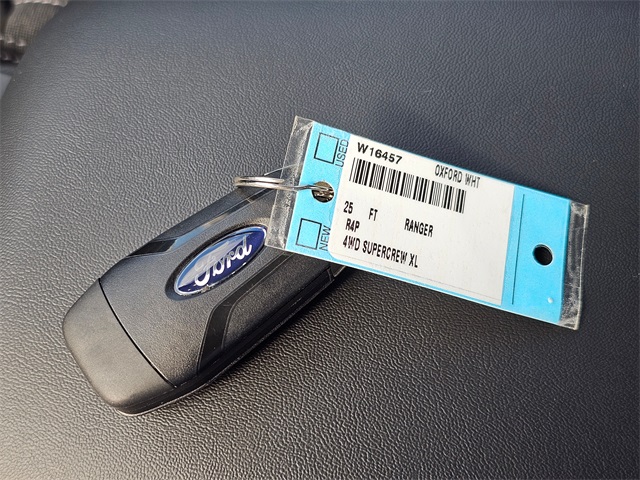 Ford
USED
NEW
W16457
OXFORD WHT
25 FT RANGER
R4P
4WD SUPERCREW XL